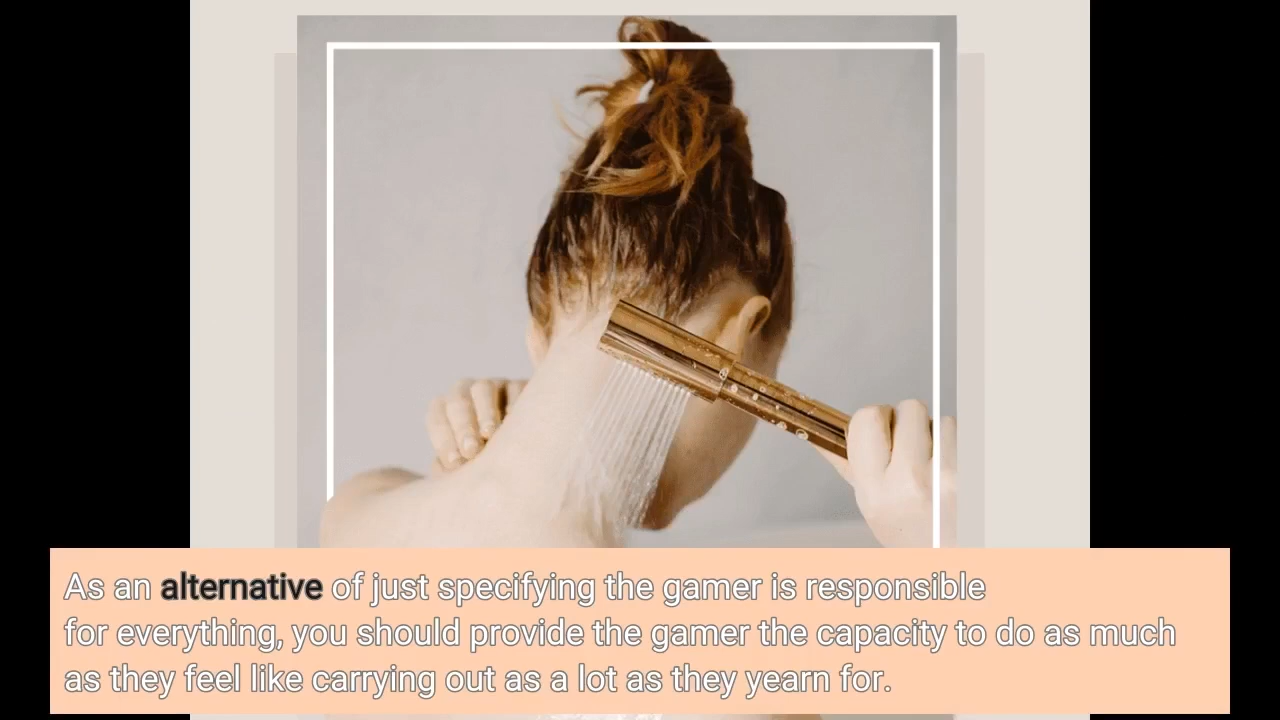 As an alternative of just specifying the gamer is responsible
for everything, you should provide the gamer the capacity to do as much
as they feel like carrying out as a lot as they yearn for.